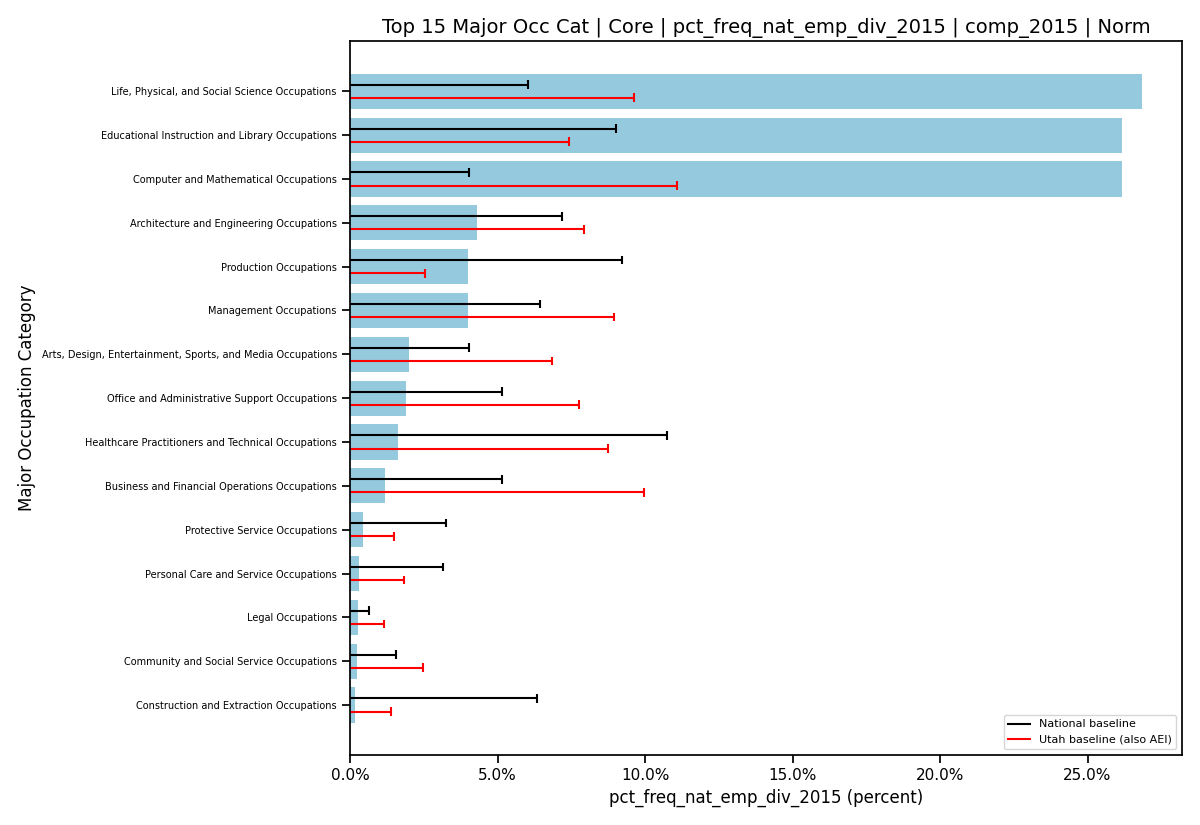 Top 15 Major Occ Cat | Core | pct_freq_nat_emp_div_2015 | comp_2015 | Norm
Major Occupation Category
Life, Physical, and Social Science Occupations
Educational Instruction and Library Occupations
Computer and Mathematical Occupations
Architecture and Engineering Occupations
Production Occupations
Management Occupations
Arts, Design, Entertainment, Sports, and Media Occupations
Office and Administrative Support Occupations
Healthcare Practitioners and Technical Occupations
Business and Financial Operations Occupations
Protective Service Occupations
Personal Care and Service Occupations
Legal Occupations
Community and Social Service Occupations
Construction and Extraction Occupations
National baseline
Utah baseline (also AEI)
0.0% 5.0% 10.0% 15.0% 20.0% 25.0%
pct_freq_nat_emp_div_2015 (percent)